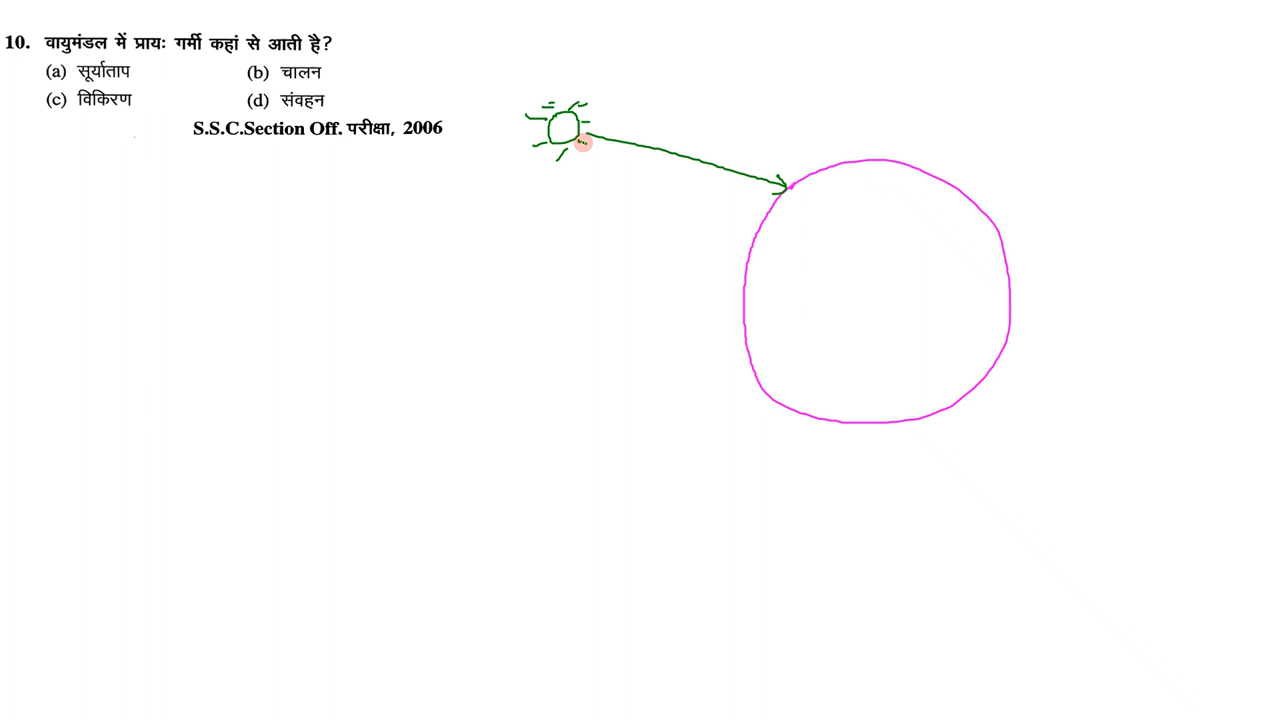 10. वायुमंडल में प्रायः गर्मी कहां से आती है?
(a) सूर्याताप (b) चालन
(c) विकिरण (d) संवहन
S.S.C.Section Off. परीक्षा, 2006